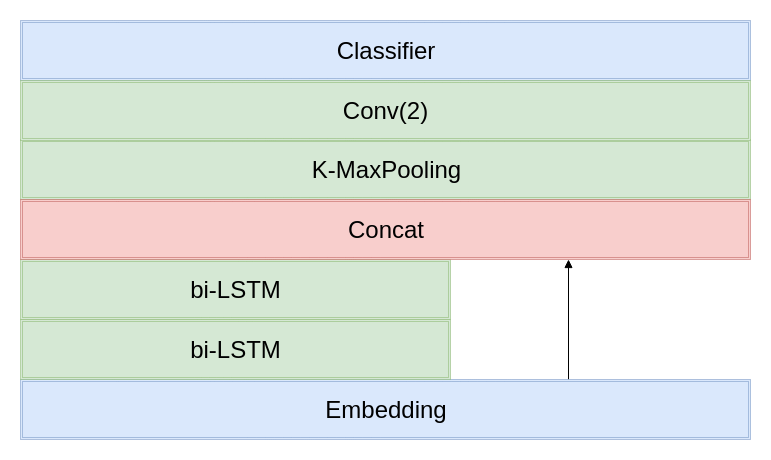 Classifier
Conv(2)
K-MaxPooling
Concat
bi-LSTM
bi-LSTM
Embedding